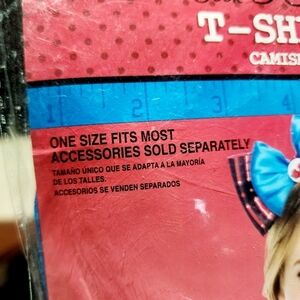 T-SH
CAMIS
1 2 3 4
ONE SIZE FITS MOST
ACCESSORIES SOLD SEPARATELY
TAMAÑO ÚNICO QUE SE ADAPTA A LA MAYORÍA
DE LOS TALLES.
ACCESORIOS SE VENDEN SEPARADOS